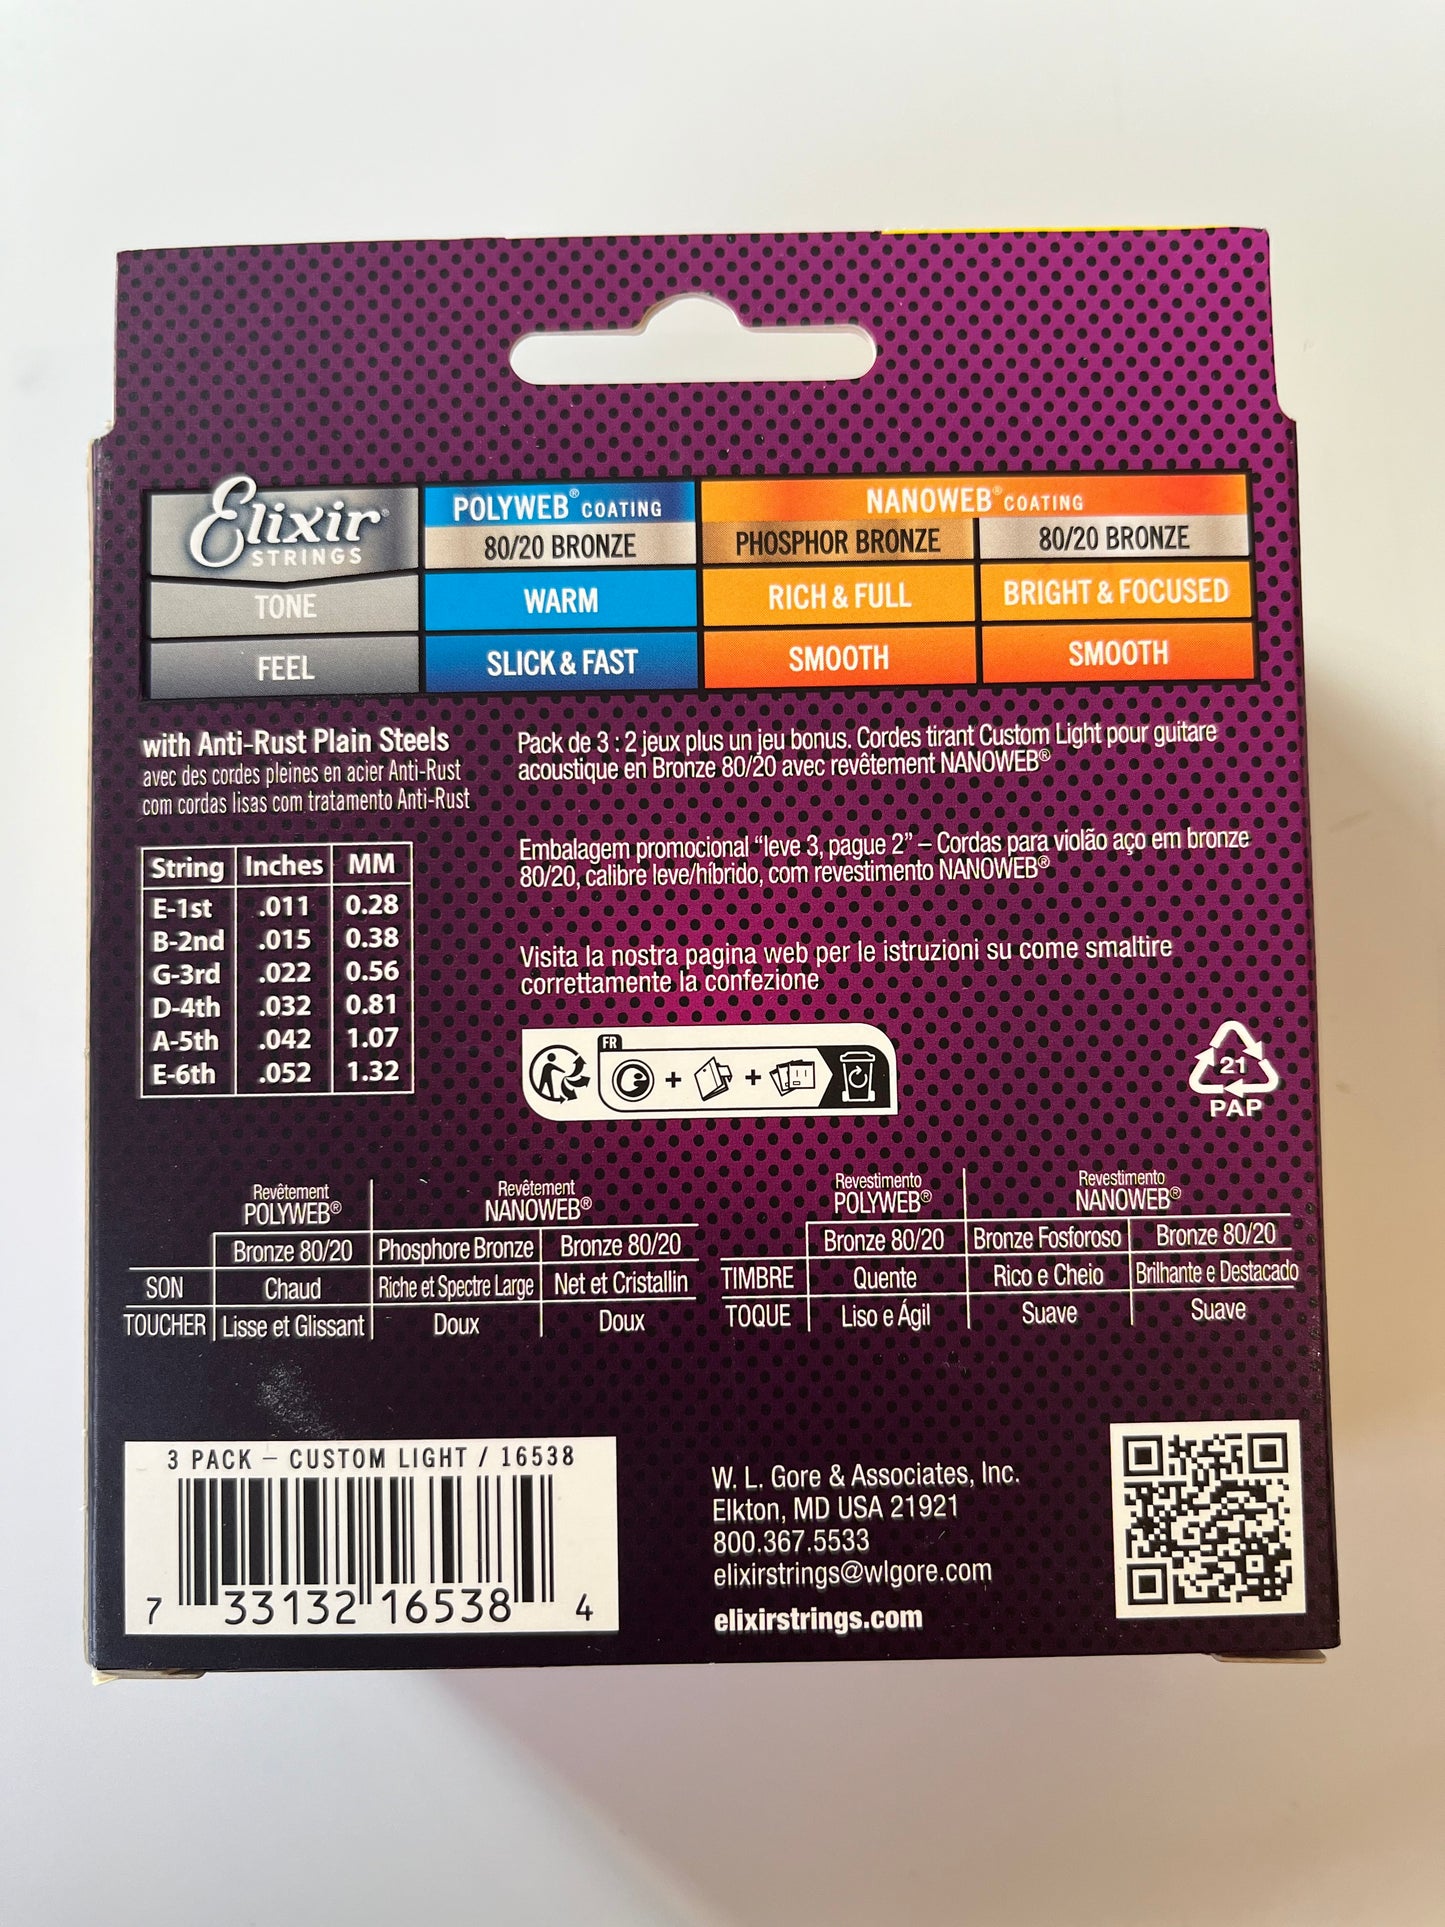 Elixir®
STRINGS
POLYWEB® COATING
NANOWEB® COATING
80/20 BRONZE
PHOSPHOR BRONZE
80/20 BRONZE
TONE
WARM
RICH & FULL
BRIGHT & FOCUSED
FEEL
SLICK & FAST
SMOOTH
SMOOTH
with Anti-Rust Plain Steels
avec des cordes pleines en acier Anti-Rust
com cordas lisas com tratamento Anti-Rust
String Inches MM
E-1st .011 0.28
B-2nd .015 0.38
G-3rd .022 0.56
D-4th .032 0.81
A-5th .042 1.07
E-6th .052 1.32
Pack de 3 : 2 jeux plus un jeu bonus. Cordes tirant Custom Light pour guitare
acoustique en Bronze 80/20 avec revêtement NANOWEB®
Embalagem promocional “leve 3, pague 2” – Cordas para violão aço em bronze
80/20, calibre leve/híbrido, com revestimento NANOWEB®
Visita la nostra pagina web per le istruzioni su come smaltire
correttamente la confezione
FR
+ +
21
PAP
Revêtement
POLYWEB®
Revêtement
NANOWEB®
Bronze 80/20 Phosphore Bronze Bronze 80/20
SON Chaud Riche et Spectre Large Net et Cristallin
TOUCHER Lisse et Glissant Doux Doux
Revestimento
POLYWEB®
Revestimento
NANOWEB®
Bronze 80/20 Bronze Fosforoso Bronze 80/20
TIMBRE Quente Rico e Cheio Brilhante e Destacado
TOQUE Liso e Ágil Suave Suave
3 PACK – CUSTOM LIGHT / 16538
7 33132 16538 4
W. L. Gore & Associates, Inc.
Elkton, MD USA 21921
800.367.5533
elixirstrings@wlgore.com
elixirstrings.com